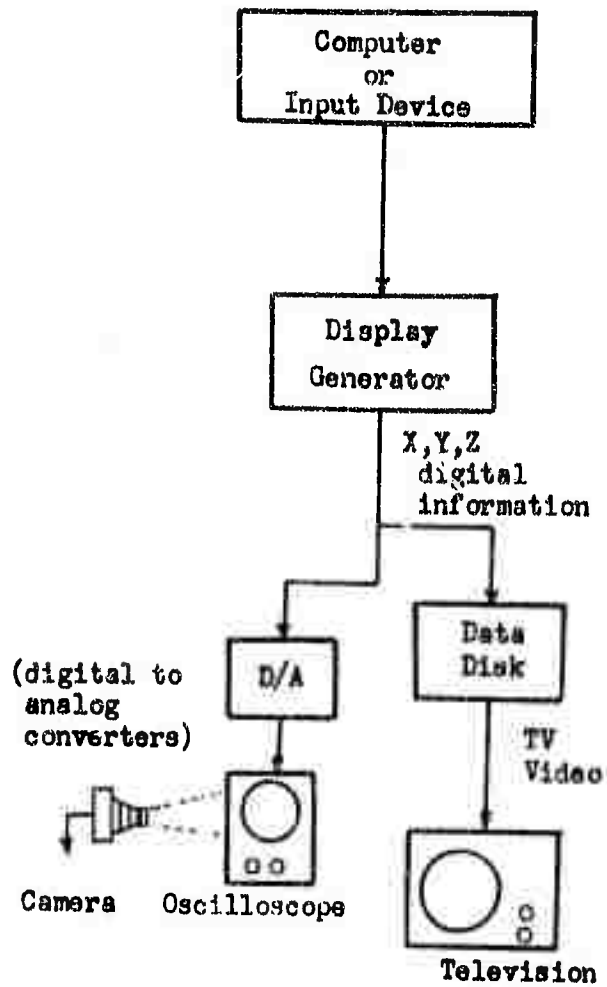 Computer
or
Input Device
Display
Generator
X,Y,Z
digital
information
(digital to
analog
converters)
D/A
Data
Disk
TV
Video
Camera
Oscilloscope
Television